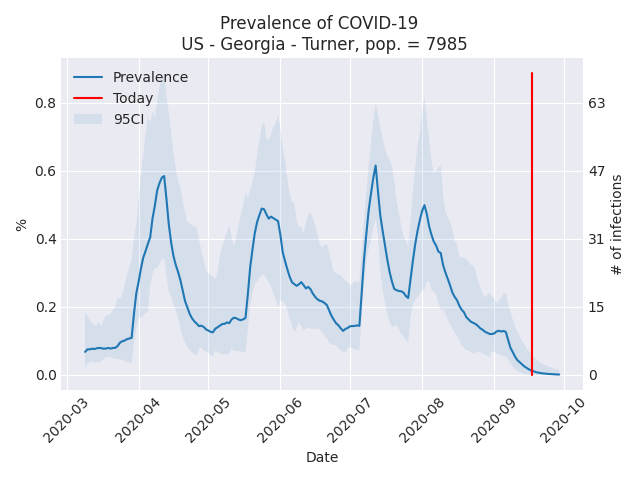 Prevalence of COVID-19
US - Georgia - Turner, pop. = 7985
Prevalence
Today
95CI
%
0.8
0.6
0.4
0.2
0.0
63
47
31
15
0
# of infections
2020-03
2020-04
2020-05
2020-06
2020-07
2020-08
2020-09
2020-10
Date